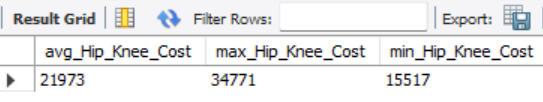 Result Grid Filter Rows: Export:
avg_Hip_Knee_Cost max_Hip_Knee_Cost min_Hip_Knee_Cost
21973 34771 15517